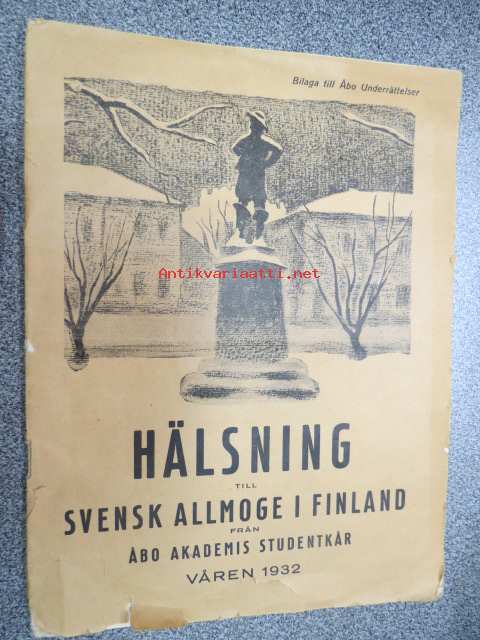 Bilaga till Åbo Underrättelser
Antikvariaatti.net
HÄLSNING
TILL
SVENSK ALLMOGE I FINLAND
FRÅN
ÅBO AKADEMIS STUDENTKÅR
VÅREN 1932